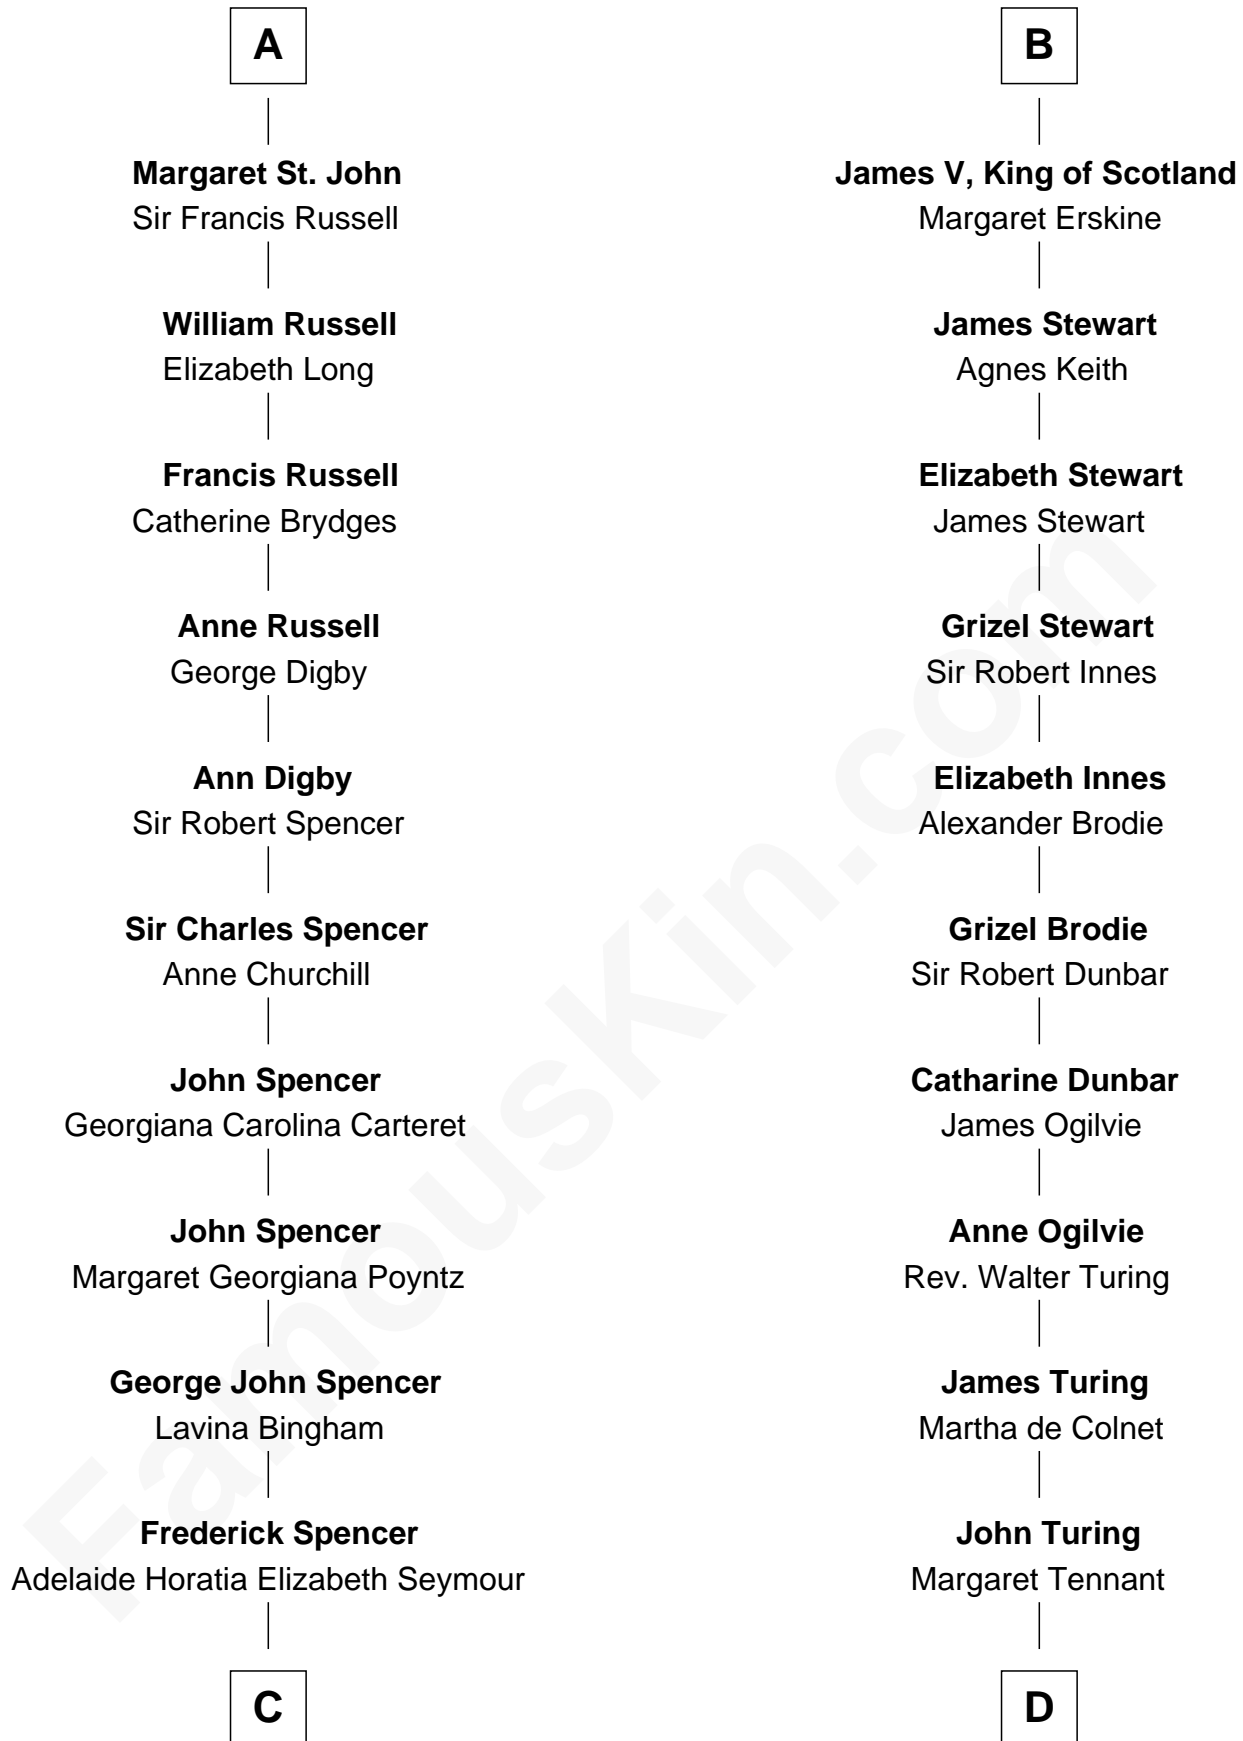 A
Margaret St. John
Sir Francis Russell
William Russell
Elizabeth Long
Francis Russell
Catherine Brydges
Anne Russell
George Digby
Ann Digby
Sir Robert Spencer
Sir Charles Spencer
Anne Churchill
John Spencer
Georgiana Carolina Carteret
John Spencer
Margaret Georgiana Poyntz
George John Spencer
Lavina Bingham
Frederick Spencer
Adelaide Horatia Elizabeth Seymour
C
B
James V, King of Scotland
Margaret Erskine
James Stewart
Agnes Keith
Elizabeth Stewart
James Stewart
Grizel Stewart
Sir Robert Innes
Elizabeth Innes
Alexander Brodie
Grizel Brodie
Sir Robert Dunbar
Catharine Dunbar
James Ogilvie
Anne Ogilvie
Rev. Walter Turing
James Turing
Martha de Colnet
John Turing
Margaret Tennant
D
FamousKin.com